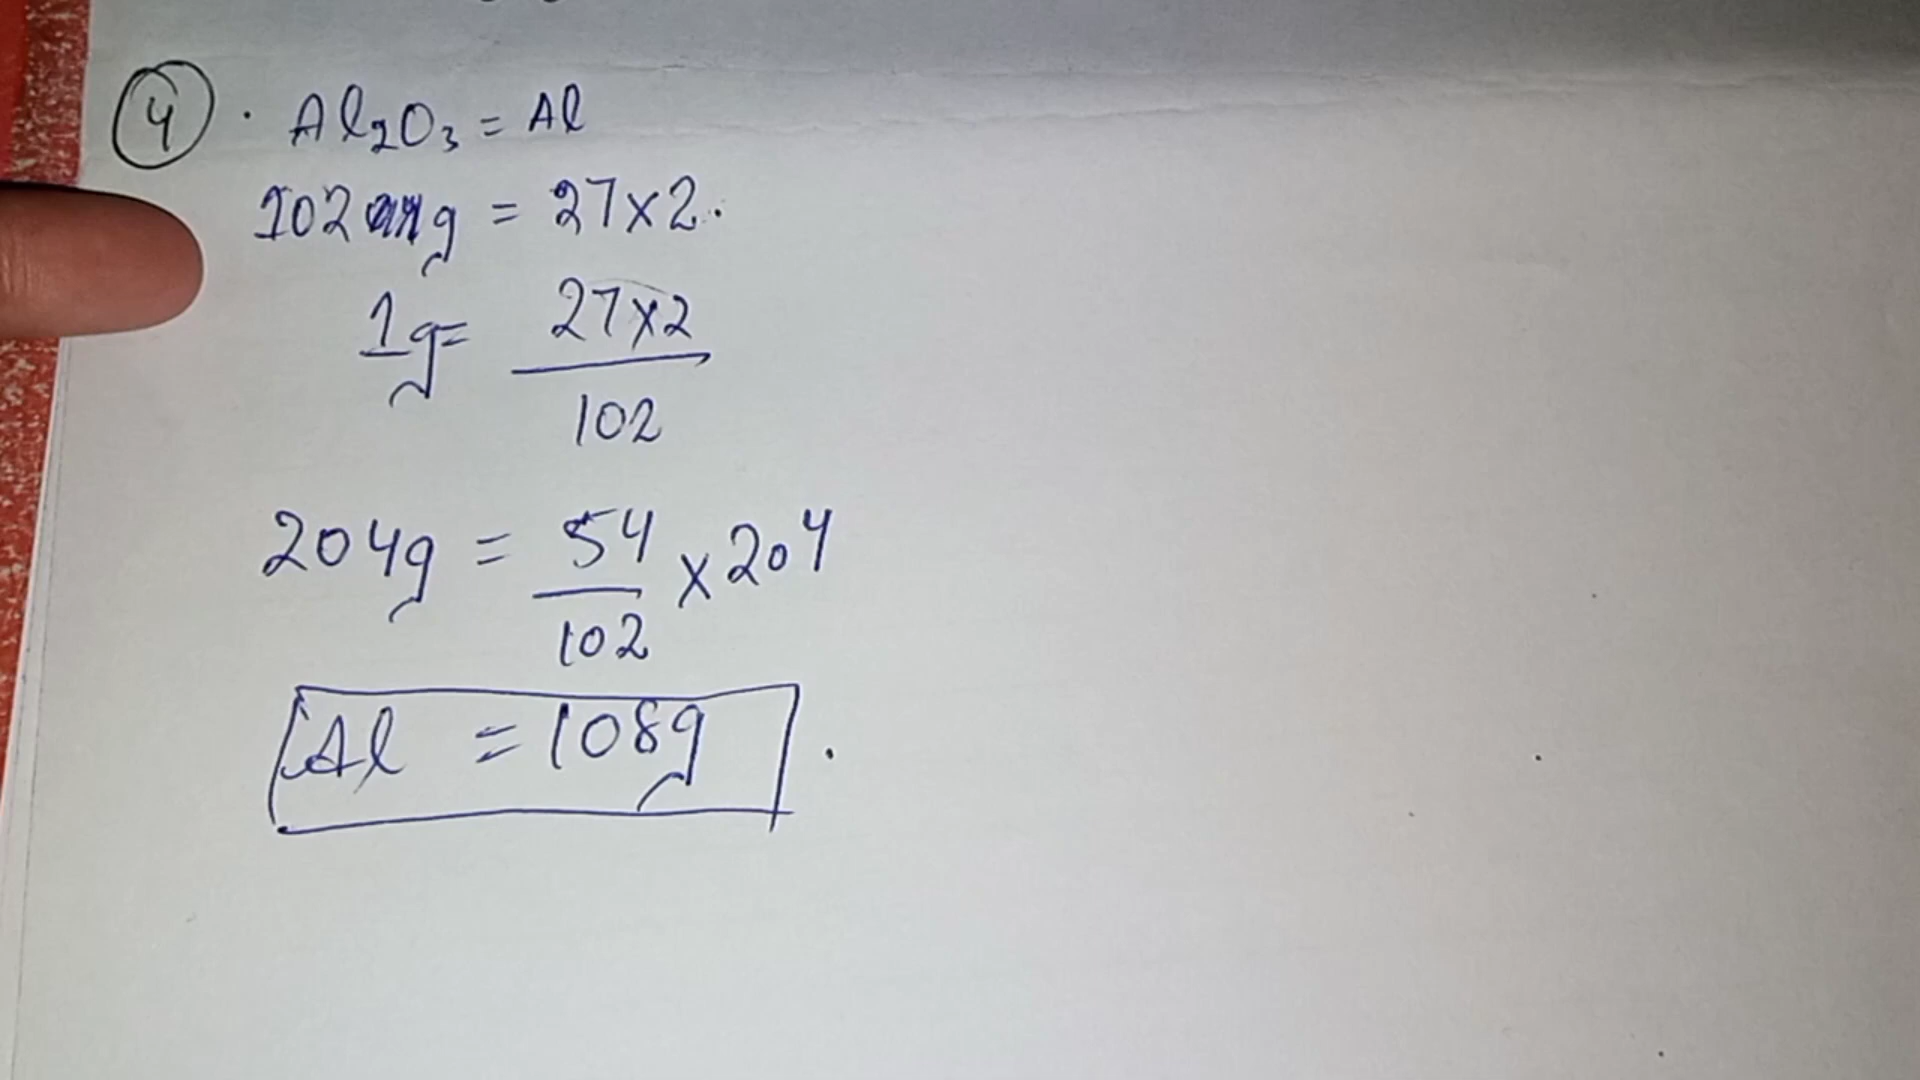 4. Al₂O₃ = Al
102 g = 27×2.
1g = 27×2
102
204g = 54 × 204
102
Al = 108g .